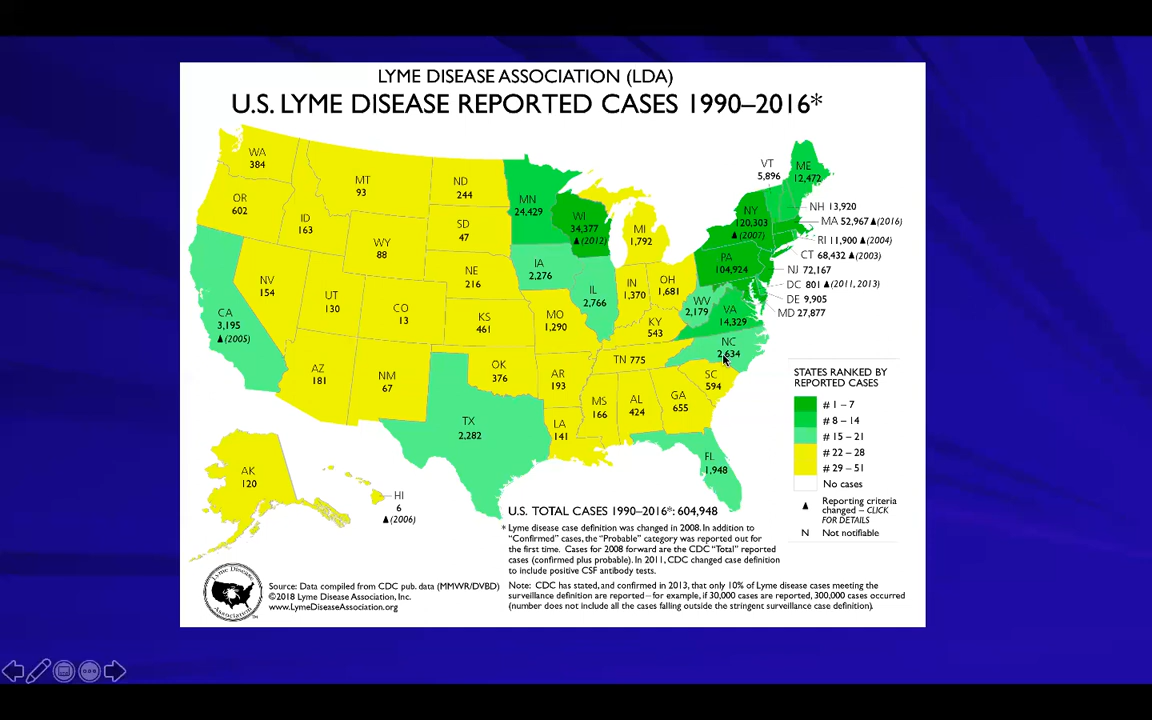 LYME DISEASE ASSOCIATION (LDA)
U.S. LYME DISEASE REPORTED CASES 1990–2016*
WA
384
OR
602
CA
3,195
▲(2005)
ID
163
NV
154
MT
93
WY
88
UT
130
AZ
181
CO
13
NM
67
ND
244
SD
47
NE
216
KS
461
OK
376
TX
2,282
MN
24,429
IA
2,276
MO
1,290
AR
193
LA
141
WI
34,377
▲(2012)
IL
2,766
MI
1,792
IN
1,370
OH
1,681
KY
543
TN 775
MS
166
AL
424
GA
655
FL
1,948
SC
594
NC
2,634
VA
14,329
WV
2,179
PA
104,924
NY
120,303
▲(2007)
VT
5,896
ME
12,472
NH 13,920
MA 52,967▲(2016)
RI 11,900 ▲(2004)
CT 68,432 ▲(2003)
NJ 72,167
DC 801▲(2011, 2013)
DE 9,905
MD 27,877
AK
120
HI
6
▲(2006)
STATES RANKED BY
REPORTED CASES
# 1 – 7
# 8 – 14
# 15 – 21
# 22 – 28
# 29 – 51
No cases
▲ Reporting criteria
changed – CLICK
FOR DETAILS
N Not notifiable
U.S. TOTAL CASES 1990–2016*: 604,948
* Lyme disease case definition was changed in 2008. In addition to
“Confirmed” cases, the “Probable” category was reported out for
the first time. Cases for 2008 forward are the CDC “Total” reported
cases (confirmed plus probable). In 2011, CDC changed case definition
to include positive CSF antibody tests.
Note: CDC has stated, and confirmed in 2013, that only 10% of Lyme disease cases meeting the
surveillance definition are reported – for example, if 30,000 cases are reported, 300,000 cases occurred
(number does not include all the cases falling outside the stringent surveillance case definition).
Lyme Disease
Association, Inc.
Source: Data compiled from CDC pub. data (MMWR/DVBD)
©2018 Lyme Disease Association, Inc.
www.LymeDiseaseAssociation.org